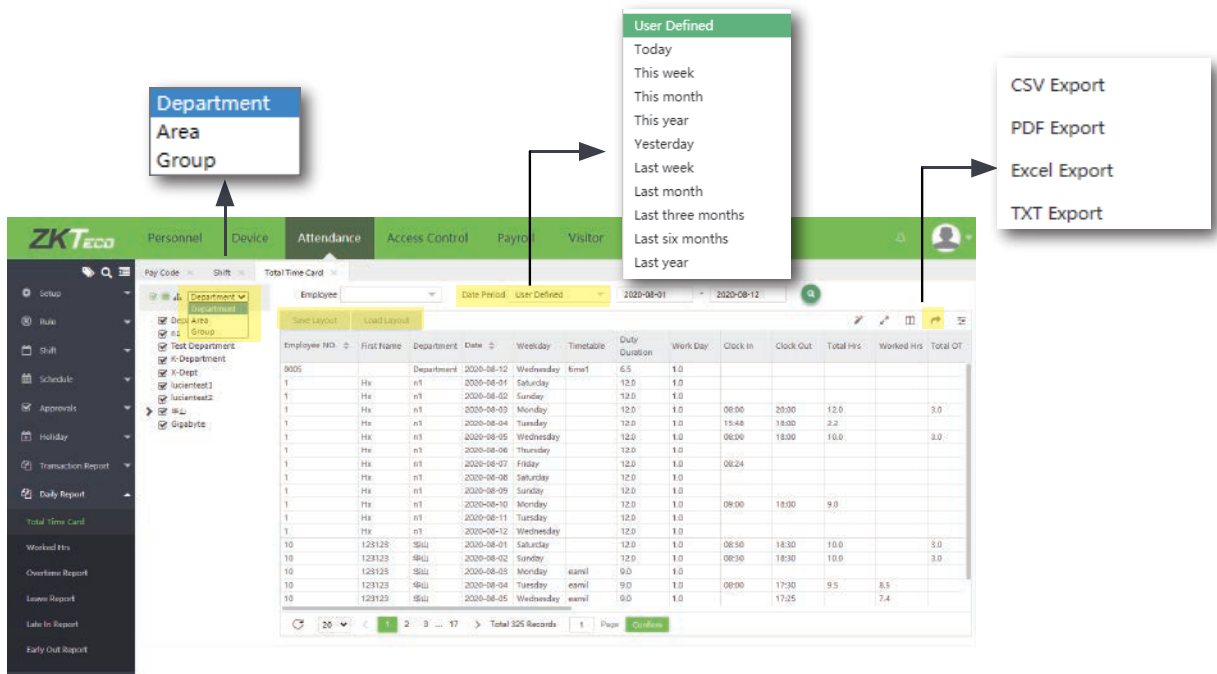 User Defined
Today
This week
This month
This year
Yesterday
Last week
Last month
Last three months
Last six months
Last year
Department
Area
Group
CSV Export
PDF Export
Excel Export
TXT Export
ZKTECO
Personnel Device Attendance Access Control Payroll Visitor
Pay Code Shift Total Time Card
Setup
Rule
Shift
Schedule
Approvals
Holiday
Transaction Report
Daily Report
Total Time Card
Worked Hrs
Overtime Report
Leave Report
Late In Report
Early Out Report
Department
Department
Area
Group
Test Department
K-Department
X-Dept
lucientest1
lucientest2
华山
Gigabyte
Employee Date Period User Defined 2020-08-01 - 2020-08-12
Save Layout Load Layout
Employee NO. First Name Department Date Weekday Timetable Duty Duration Work Day Clock In Clock Out Total Hrs Worked Hrs Total OT
0005 Department 2020-08-12 Wednesday time1 6.5 1.0
1 Hx n1 2020-08-01 Saturday 12.0 1.0
1 Hx n1 2020-08-02 Sunday 12.0 1.0
1 Hx n1 2020-08-03 Monday 12.0 1.0 08:00 20:00 12.0 3.0
1 Hx n1 2020-08-04 Tuesday 12.0 1.0 15:48 18:00 2.2
1 Hx n1 2020-08-05 Wednesday 12.0 1.0 08:00 18:00 10.0 3.0
1 Hx n1 2020-08-06 Thursday 12.0 1.0
1 Hx n1 2020-08-07 Friday 12.0 1.0 08:24
1 Hx n1 2020-08-08 Saturday 12.0 1.0
1 Hx n1 2020-08-09 Sunday 12.0 1.0
1 Hx n1 2020-08-10 Monday 12.0 1.0 09:00 18:00 9.0
1 Hx n1 2020-08-11 Tuesday 12.0 1.0
1 Hx n1 2020-08-12 Wednesday 12.0 1.0
10 123123 华山 2020-08-01 Saturday 12.0 1.0 08:30 18:30 10.0 3.0
10 123123 华山 2020-08-02 Sunday 12.0 1.0 08:30 18:30 10.0 3.0
10 123123 华山 2020-08-03 Monday eamil 9.0 1.0
10 123123 华山 2020-08-04 Tuesday eamil 9.0 1.0 08:00 17:30 9.5 8.5
10 123123 华山 2020-08-05 Wednesday eamil 9.0 1.0 17:25 7.4
20 < 1 2 3 ... 17 > Total 325 Records 1 Page Confirm